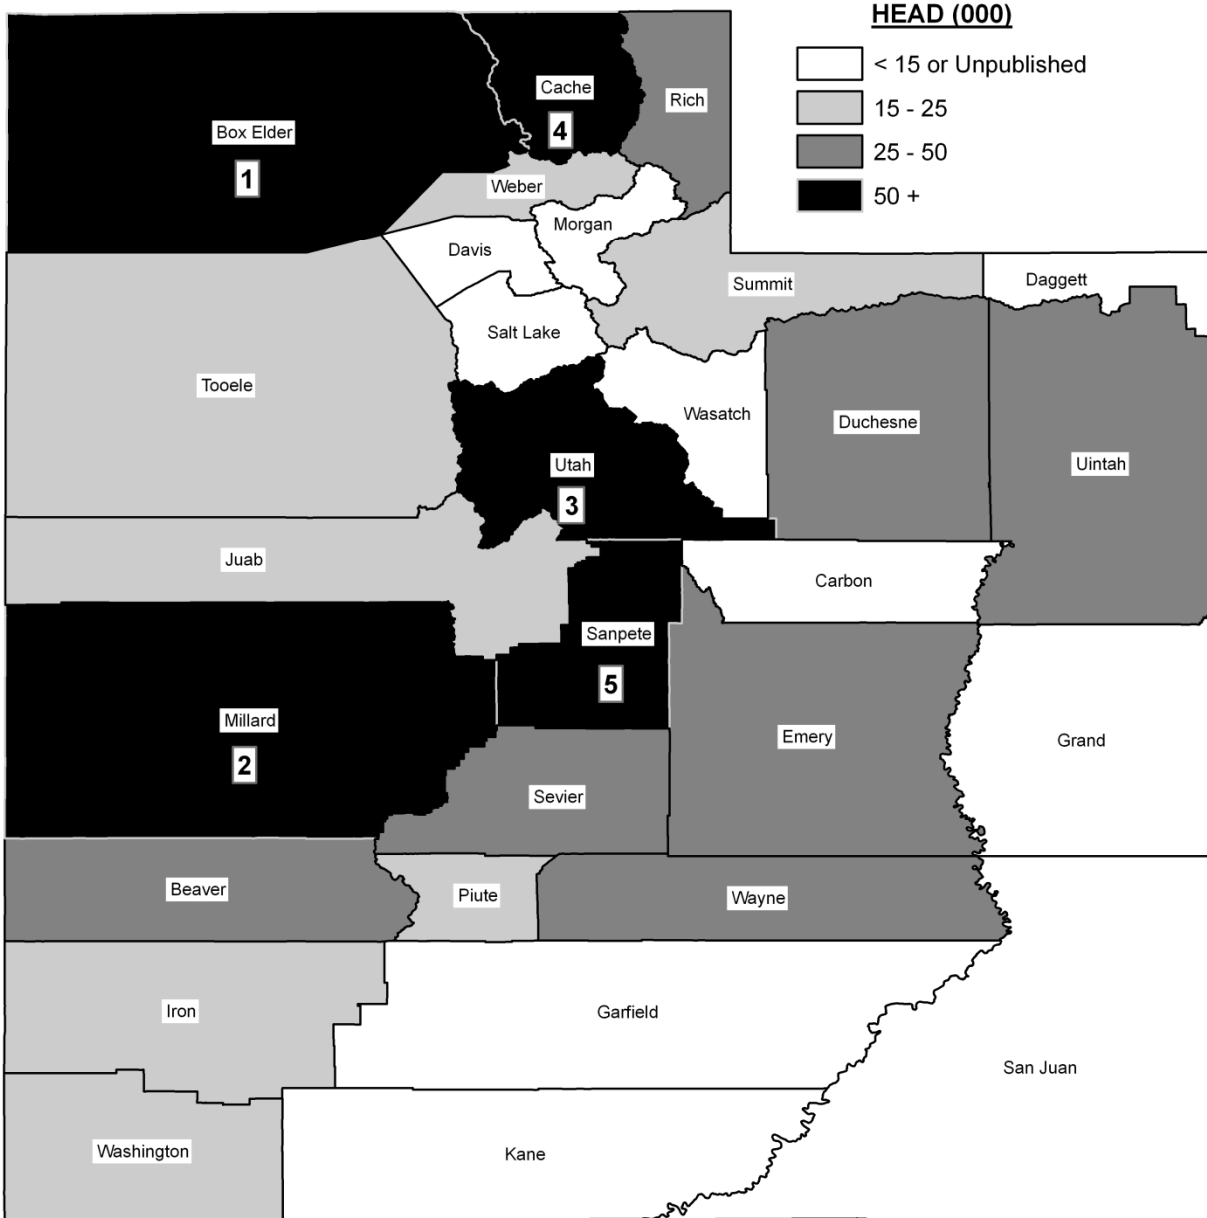 HEAD (000)
< 15 or Unpublished
15 - 25
25 - 50
50 +
Cache
4
Rich
Box Elder
1
Weber
Morgan
Davis
Summit
Daggett
Salt Lake
Tooele
Wasatch
Duchesne
Utah
3
Uintah
Juab
Carbon
Sanpete
5
Millard
2
Emery
Grand
Sevier
Beaver
Piute
Wayne
Iron
Garfield
San Juan
Washington
Kane